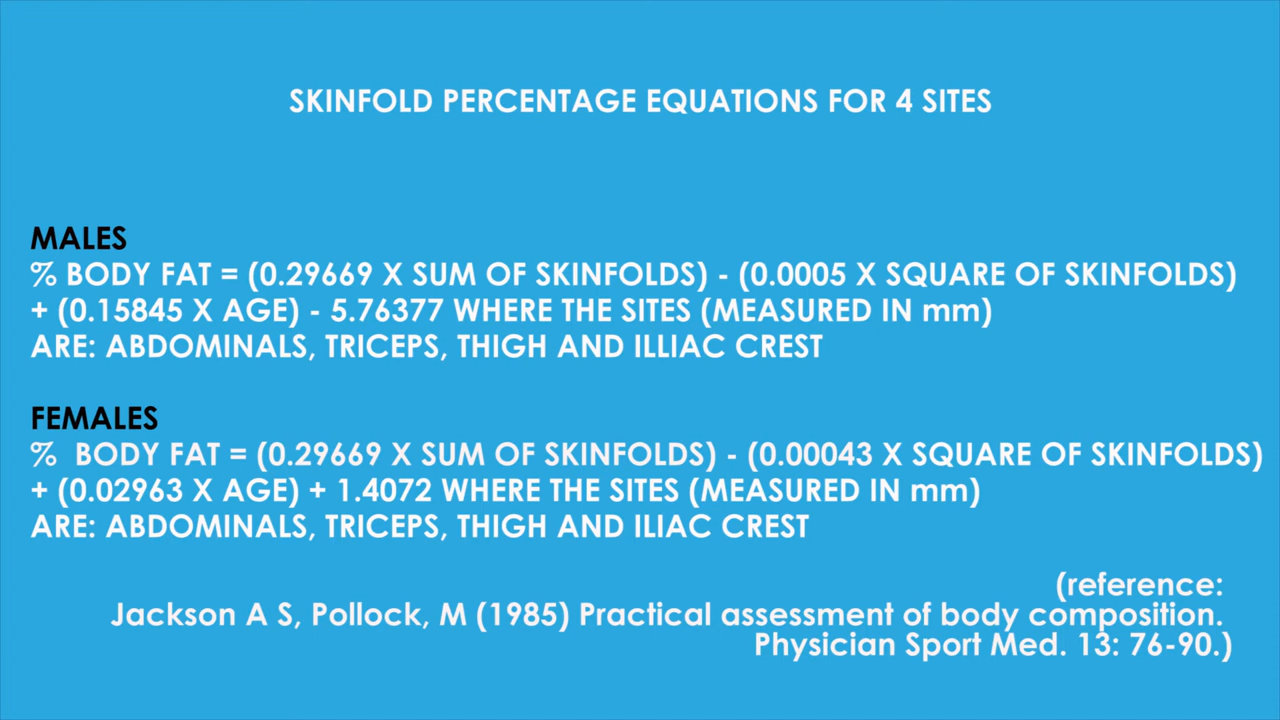 SKINFOLD PERCENTAGE EQUATIONS FOR 4 SITES
MALES
% BODY FAT = (0.29669 X SUM OF SKINFOLDS) - (0.0005 X SQUARE OF SKINFOLDS)
+ (0.15845 X AGE) - 5.76377 WHERE THE SITES (MEASURED IN mm)
ARE: ABDOMINALS, TRICEPS, THIGH AND ILLIAC CREST
FEMALES
% BODY FAT = (0.29669 X SUM OF SKINFOLDS) - (0.00043 X SQUARE OF SKINFOLDS)
+ (0.02963 X AGE) + 1.4072 WHERE THE SITES (MEASURED IN mm)
ARE: ABDOMINALS, TRICEPS, THIGH AND ILIAC CREST
(reference:
Jackson A S, Pollock, M (1985) Practical assessment of body composition.
Physician Sport Med. 13: 76-90.)